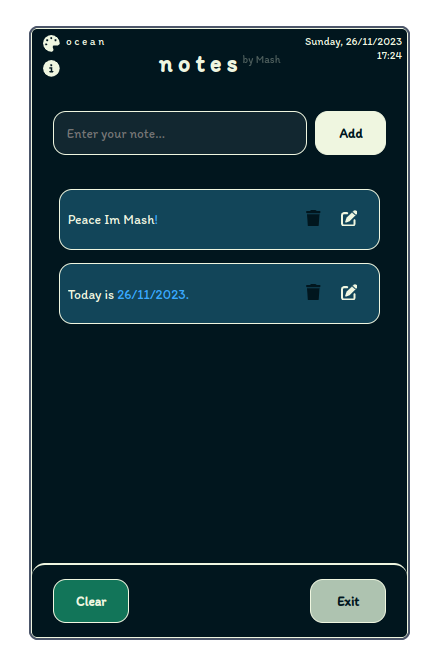 ocean
Sunday, 26/11/2023
17:24
notes by Mash
Enter your note...
Add
Peace Im Mash!
Today is 26/11/2023.
Clear
Exit